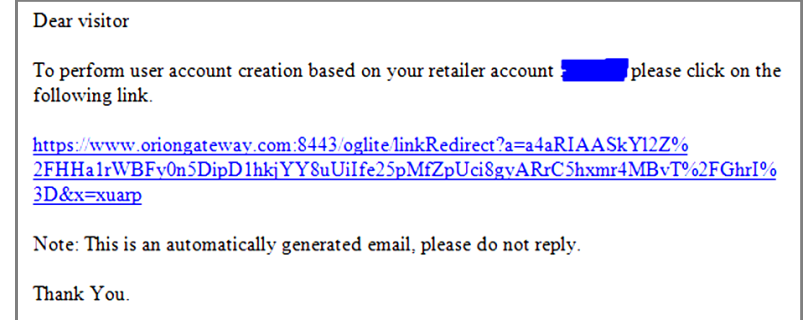 Dear visitor
To perform user account creation based on your retailer account please click on the
following link.
https://www.oriongateway.com:8443/oglite/linkRedirect?a=a4aRIAASkYl2Z%
2FHHa1rWBFy0n5DipD1hkjYY8uUiIfe25pMfZpUci8gvARrC5hxmr4MBvT%2FGhrI%
3D&x=xuarp
Note: This is an automatically generated email, please do not reply.
Thank You.